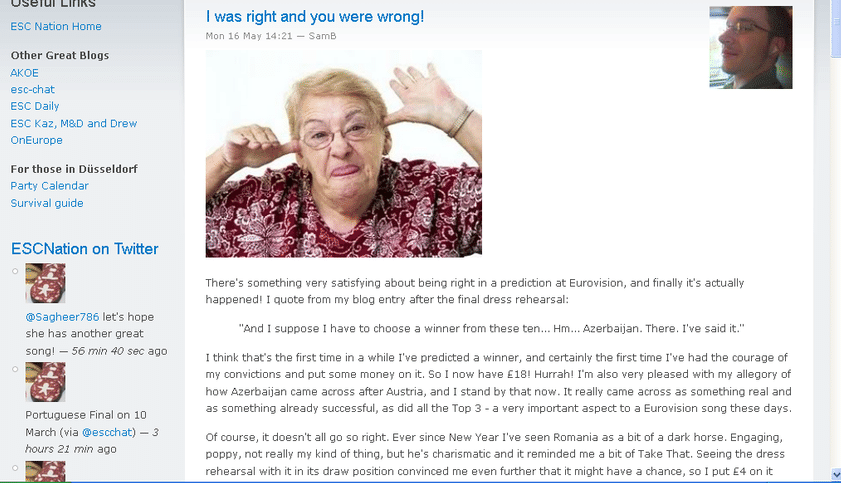 Useful Links
ESC Nation Home
Other Great Blogs
AKOE
esc-chat
ESC Daily
ESC Kaz, M&D and Drew
OnEurope
For those in Düsseldorf
Party Calendar
Survival guide
ESCNation on Twitter
@Sagheer786 let's hope
she has another great
song! — 56 min 40 sec ago
Portuguese Final on 10
March (via @escchat) — 3
hours 21 min ago
I was right and you were wrong!
Mon 16 May 14:21 — SamB
There's something very satisfying about being right in a prediction at Eurovision, and finally it's actually
happened! I quote from my blog entry after the final dress rehearsal:
"And I suppose I have to choose a winner from these ten... Hm... Azerbaijan. There. I've said it."
I think that's the first time in a while I've predicted a winner, and certainly the first time I've had the courage of
my convictions and put some money on it. So I now have £18! Hurrah! I'm also very pleased with my allegory of
how Azerbaijan came across after Austria, and I stand by that now. It really came across as something real and
as something already successful, as did all the Top 3 - a very important aspect to a Eurovision song these days.
Of course, it doesn't all go so right. Ever since New Year I've seen Romania as a bit of a dark horse. Engaging,
poppy, not really my kind of thing, but he's charismatic and it reminded me a bit of Take That. Seeing the dress
rehearsal with it in its draw position convinced me even further that it might have a chance, so I put £4 on it